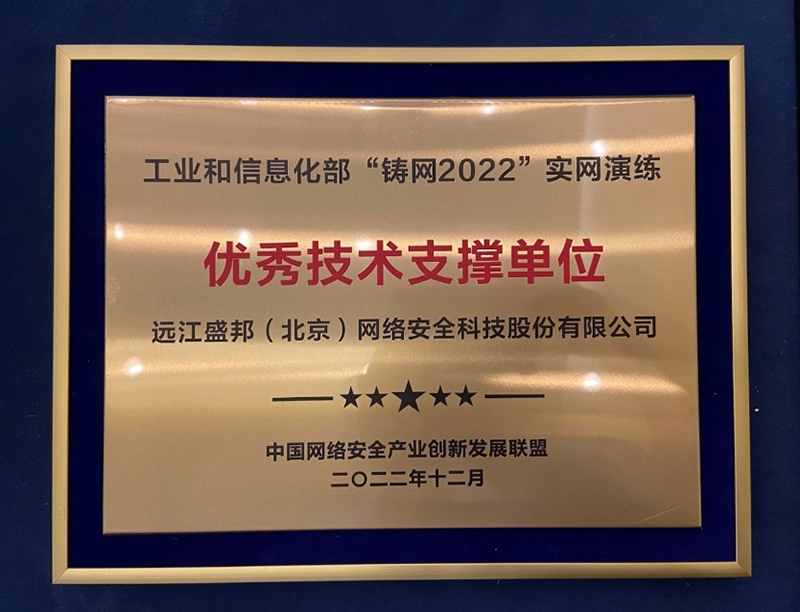 工业和信息化部“铸网2022”实网演练
优秀技术支撑单位
远江盛邦（北京）网络安全科技股份有限公司
中国网络安全产业创新发展联盟
二〇二二年十二月